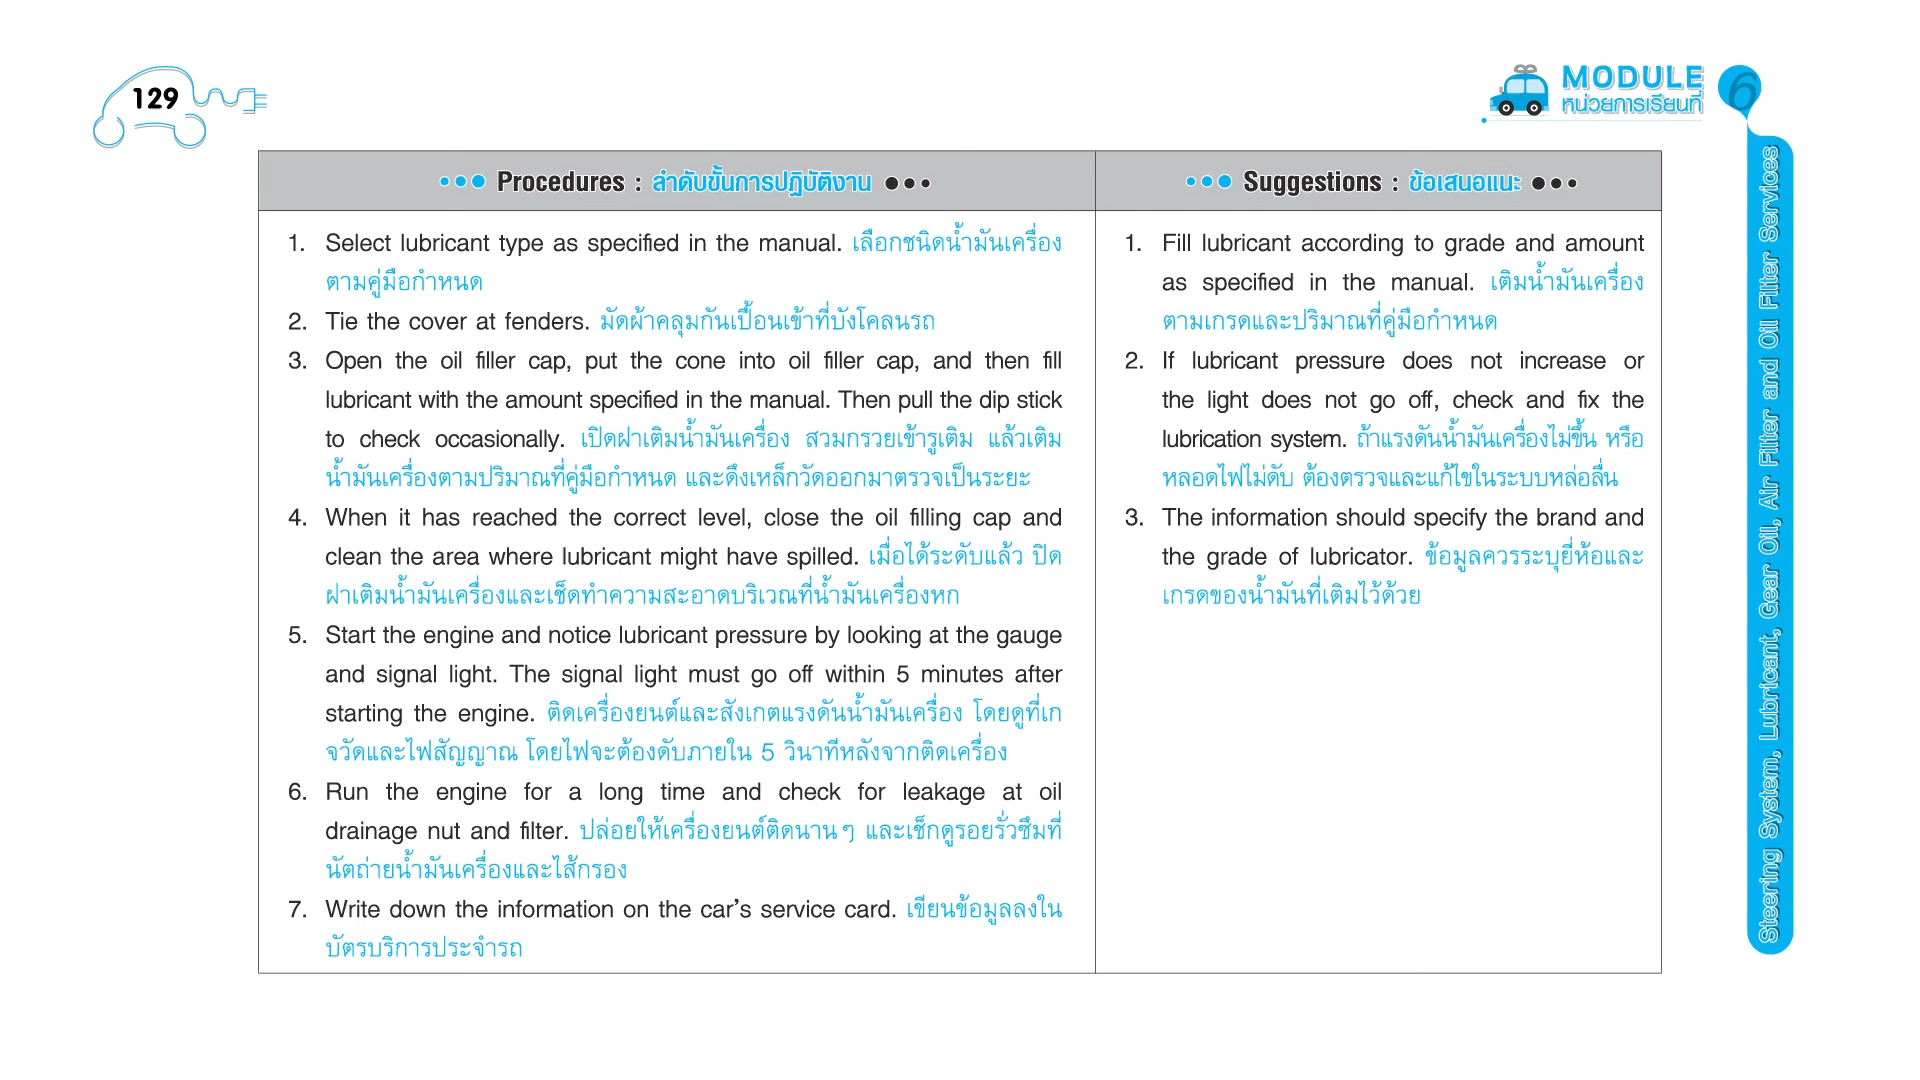 129
MODULE
หน่วยการเรียนที่
6
••• Procedures : ลำดับขั้นการปฏิบัติงาน •••
1. Select lubricant type as specified in the manual. เลือกชนิดน้ำมันเครื่อง
ตามคู่มือกำหนด
2. Tie the cover at fenders. มัดผ้าคลุมกันเปื้อนเข้าที่บังโคลนรถ
3. Open the oil filler cap, put the cone into oil filler cap, and then fill
lubricant with the amount specified in the manual. Then pull the dip stick
to check occasionally. เปิดฝาเติมน้ำมันเครื่อง สวมกรวยเข้ารูเติม แล้วเติม
น้ำมันเครื่องตามปริมาณที่คู่มือกำหนด และดึงเหล็กวัดออกมาตรวจเป็นระยะ
4. When it has reached the correct level, close the oil filling cap and
clean the area where lubricant might have spilled. เมื่อได้ระดับแล้ว ปิด
ฝาเติมน้ำมันเครื่องและเช็ดทำความสะอาดบริเวณที่น้ำมันเครื่องหก
5. Start the engine and notice lubricant pressure by looking at the gauge
and signal light. The signal light must go off within 5 minutes after
starting the engine. ติดเครื่องยนต์และสังเกตแรงดันน้ำมันเครื่อง โดยดูที่เก
จวัดและไฟสัญญาณ โดยไฟจะต้องดับภายใน 5 วินาทีหลังจากติดเครื่อง
6. Run the engine for a long time and check for leakage at oil
drainage nut and filter. ปล่อยให้เครื่องยนต์ติดนาน ๆ และเช็กดูรอยรั่วซึมที่
นัตถ่ายน้ำมันเครื่องและไส้กรอง
7. Write down the information on the car's service card. เขียนข้อมูลลงใน
บัตรบริการประจำรถ
••• Suggestions : ข้อเสนอแนะ •••
1. Fill lubricant according to grade and amount
as specified in the manual. เติมน้ำมันเครื่อง
ตามเกรดและปริมาณที่คู่มือกำหนด
2. If lubricant pressure does not increase or
the light does not go off, check and fix the
lubrication system. ถ้าแรงดันน้ำมันเครื่องไม่ขึ้น หรือ
หลอดไฟไม่ดับ ต้องตรวจและแก้ไขในระบบหล่อลื่น
3. The information should specify the brand and
the grade of lubricator. ข้อมูลควรระบุยี่ห้อและ
เกรดของน้ำมันที่เติมไว้ด้วย
Steering System, Lubricant, Gear Oil, Air Filter and Oil Filter Services